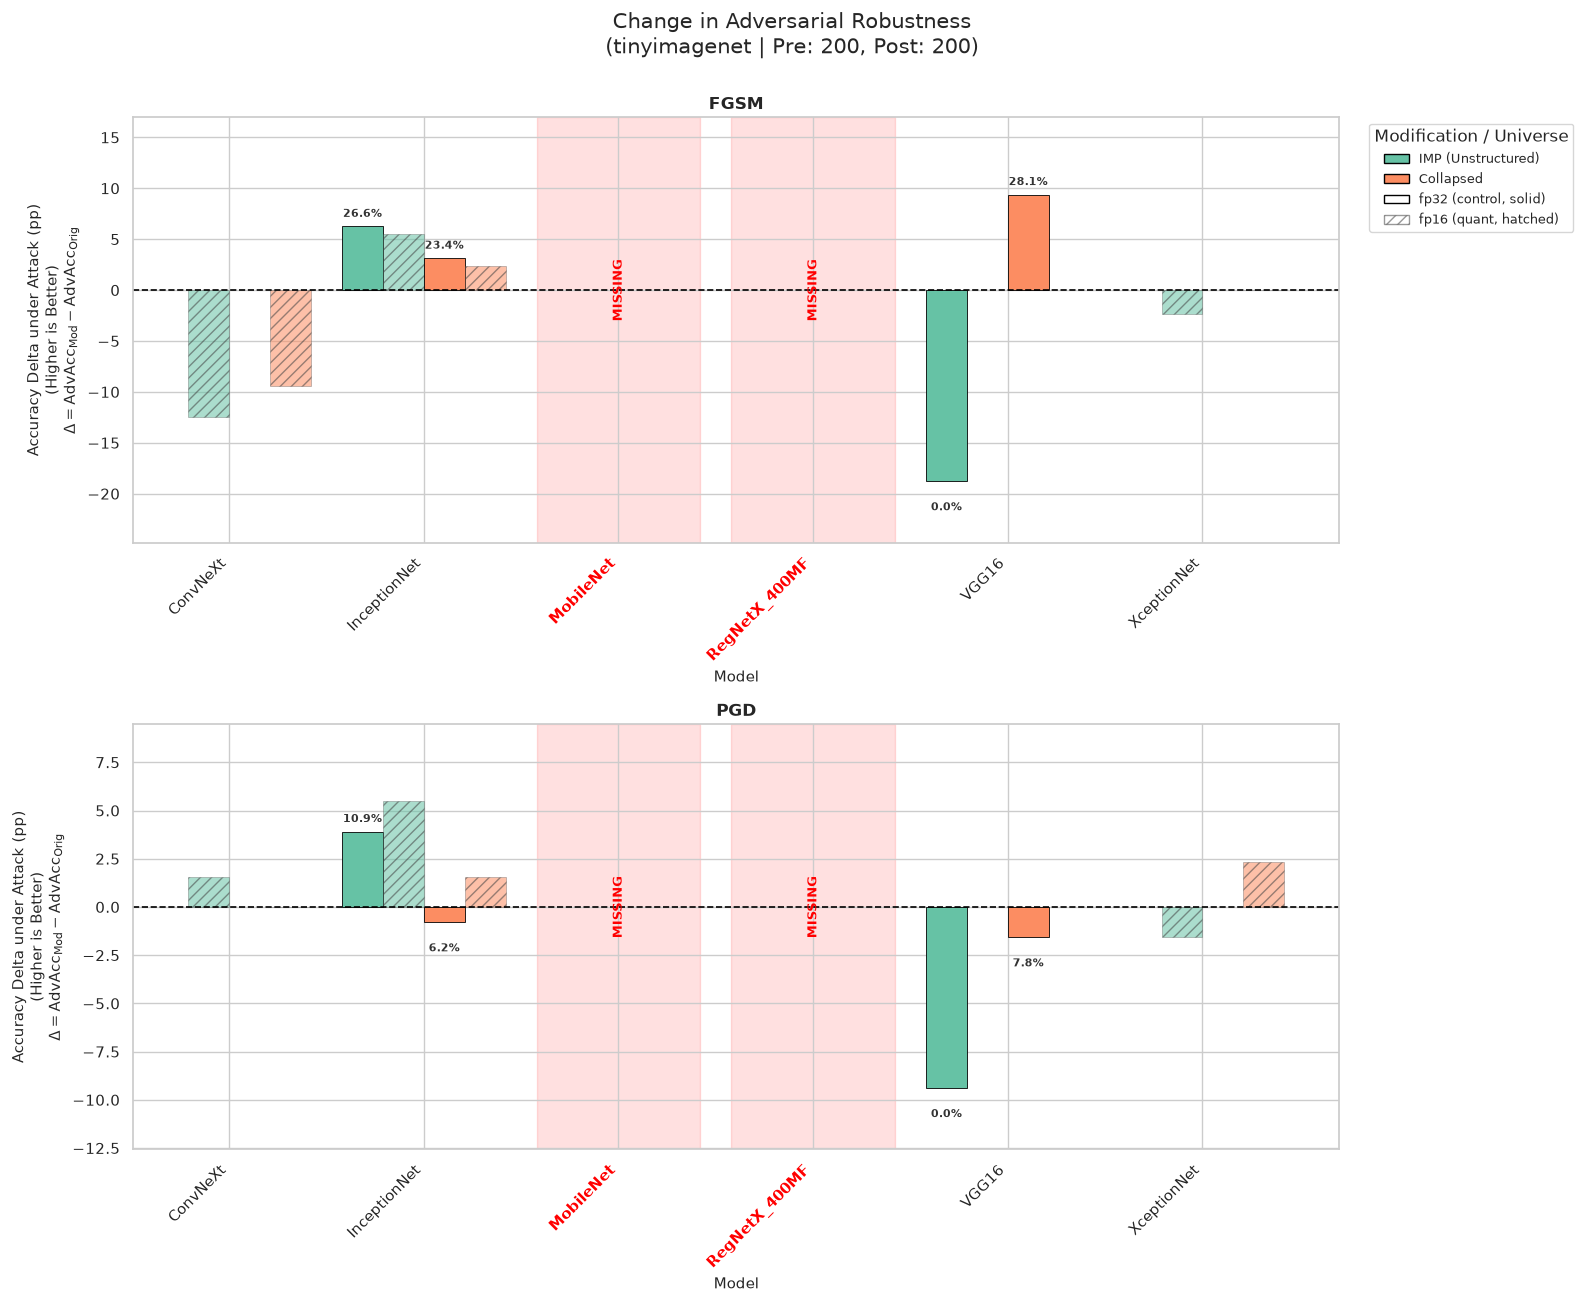 Change in Adversarial Robustness
(tinyimagenet | Pre: 200, Post: 200)
FGSM
Accuracy Delta under Attack (pp)
(Higher is Better)
Δ = AdvAcc_Mod − AdvAcc_Orig
15
10
5
0
−5
−10
−15
−20
26.6%
23.4%
MISSING
MISSING
28.1%
0.0%
ConvNeXt
InceptionNet
MobileNet
RegNetX_400MF
VGG16
XceptionNet
Model
Modification / Universe
IMP (Unstructured)
Collapsed
fp32 (control, solid)
fp16 (quant, hatched)
PGD
Accuracy Delta under Attack (pp)
(Higher is Better)
Δ = AdvAcc_Mod − AdvAcc_Orig
7.5
5.0
2.5
0.0
−2.5
−5.0
−7.5
−10.0
−12.5
10.9%
6.2%
MISSING
MISSING
0.0%
7.8%
ConvNeXt
InceptionNet
MobileNet
RegNetX_400MF
VGG16
XceptionNet
Model